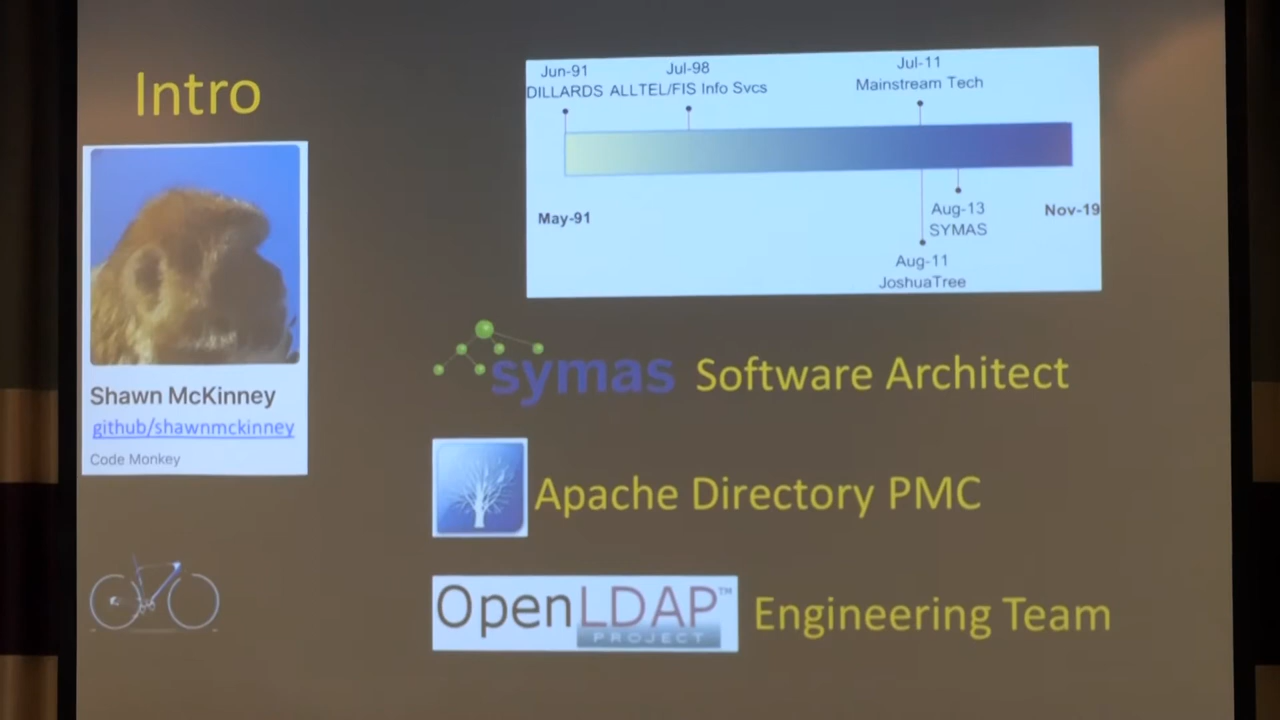 Intro
Shawn McKinney
github/shawnmckinney
Code Monkey
Jun-91
DILLARDS
Jul-98
ALLTEL/FIS Info Svcs
Jul-11
Mainstream Tech
May-91
Aug-13
SYMAS
Nov-19
Aug-11
JoshuaTree
symas Software Architect
Apache Directory PMC
OpenLDAP™
PROJECT
Engineering Team